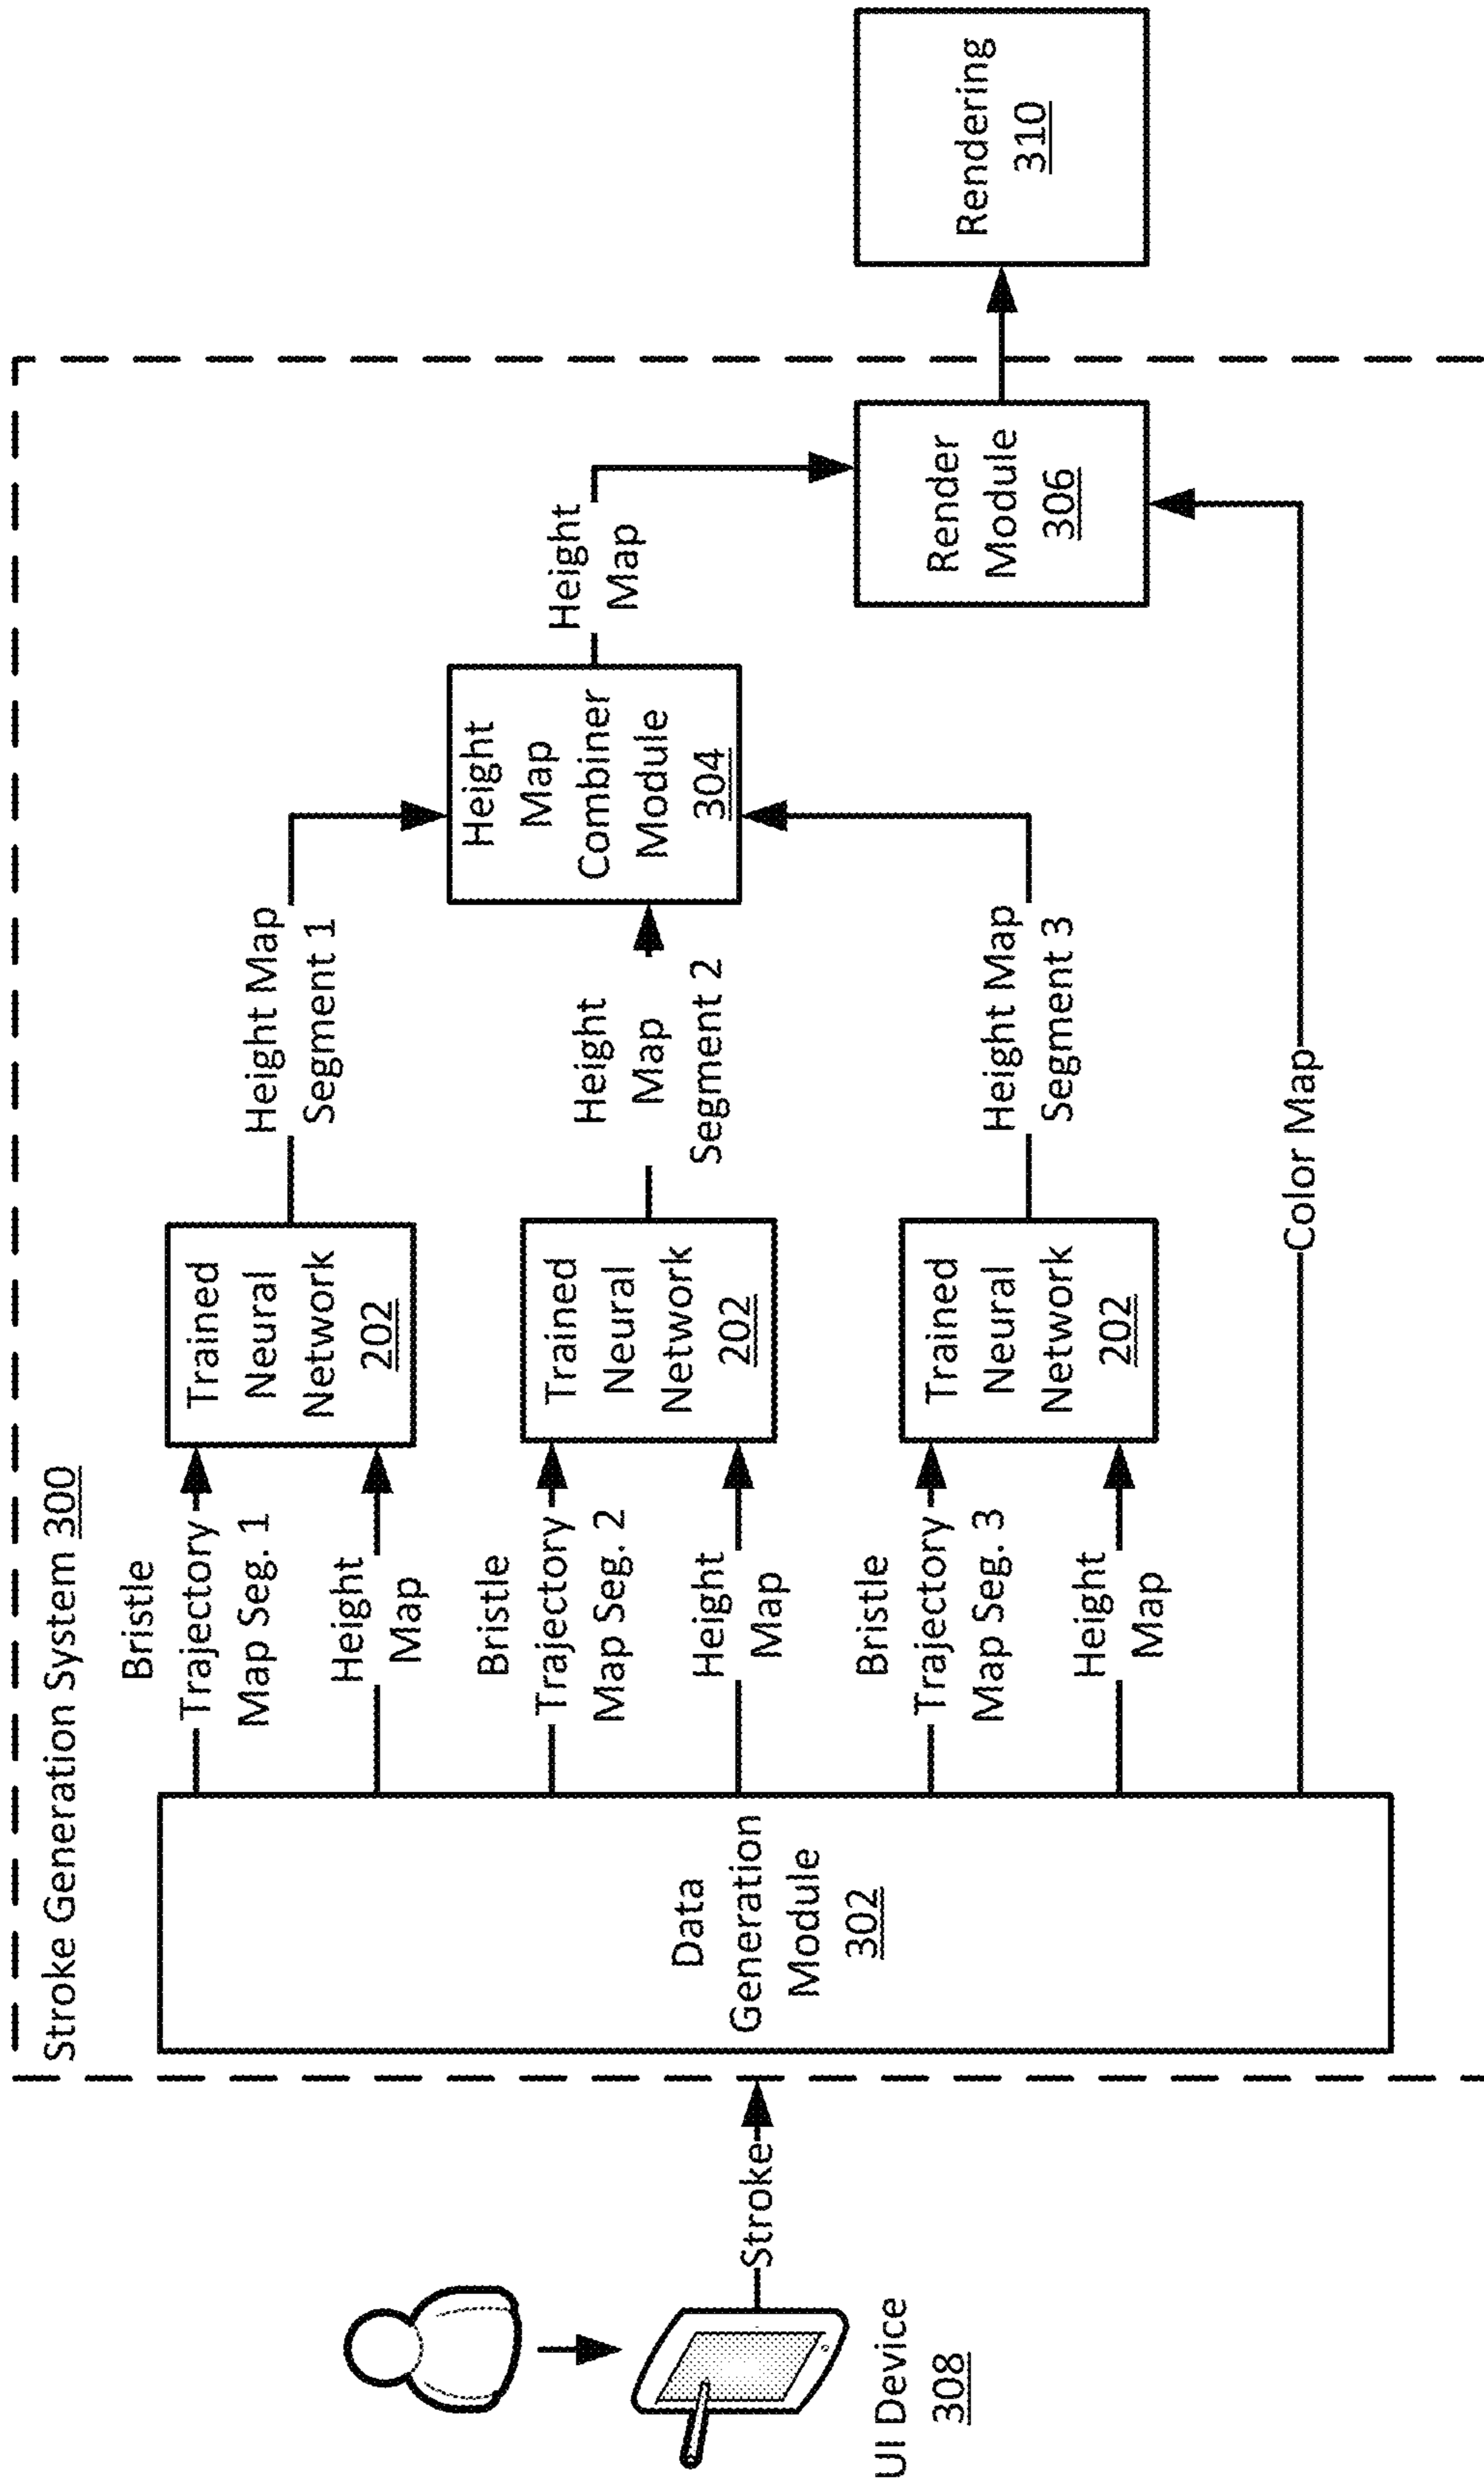 Stroke Generation System 300
UI Device
308
Stroke
Data
Generation
Module
302
Bristle
Trajectory
Map Seg. 1
Height
Map
Bristle
Trajectory
Map Seg. 2
Height
Map
Bristle
Trajectory
Map Seg. 3
Height
Map
Trained
Neural
Network
202
Trained
Neural
Network
202
Trained
Neural
Network
202
Height Map
Segment 1
Height
Map
Segment 2
Height Map
Segment 3
Color Map
Height
Map
Combiner
Module
304
Height
Map
Render
Module
306
Rendering
310